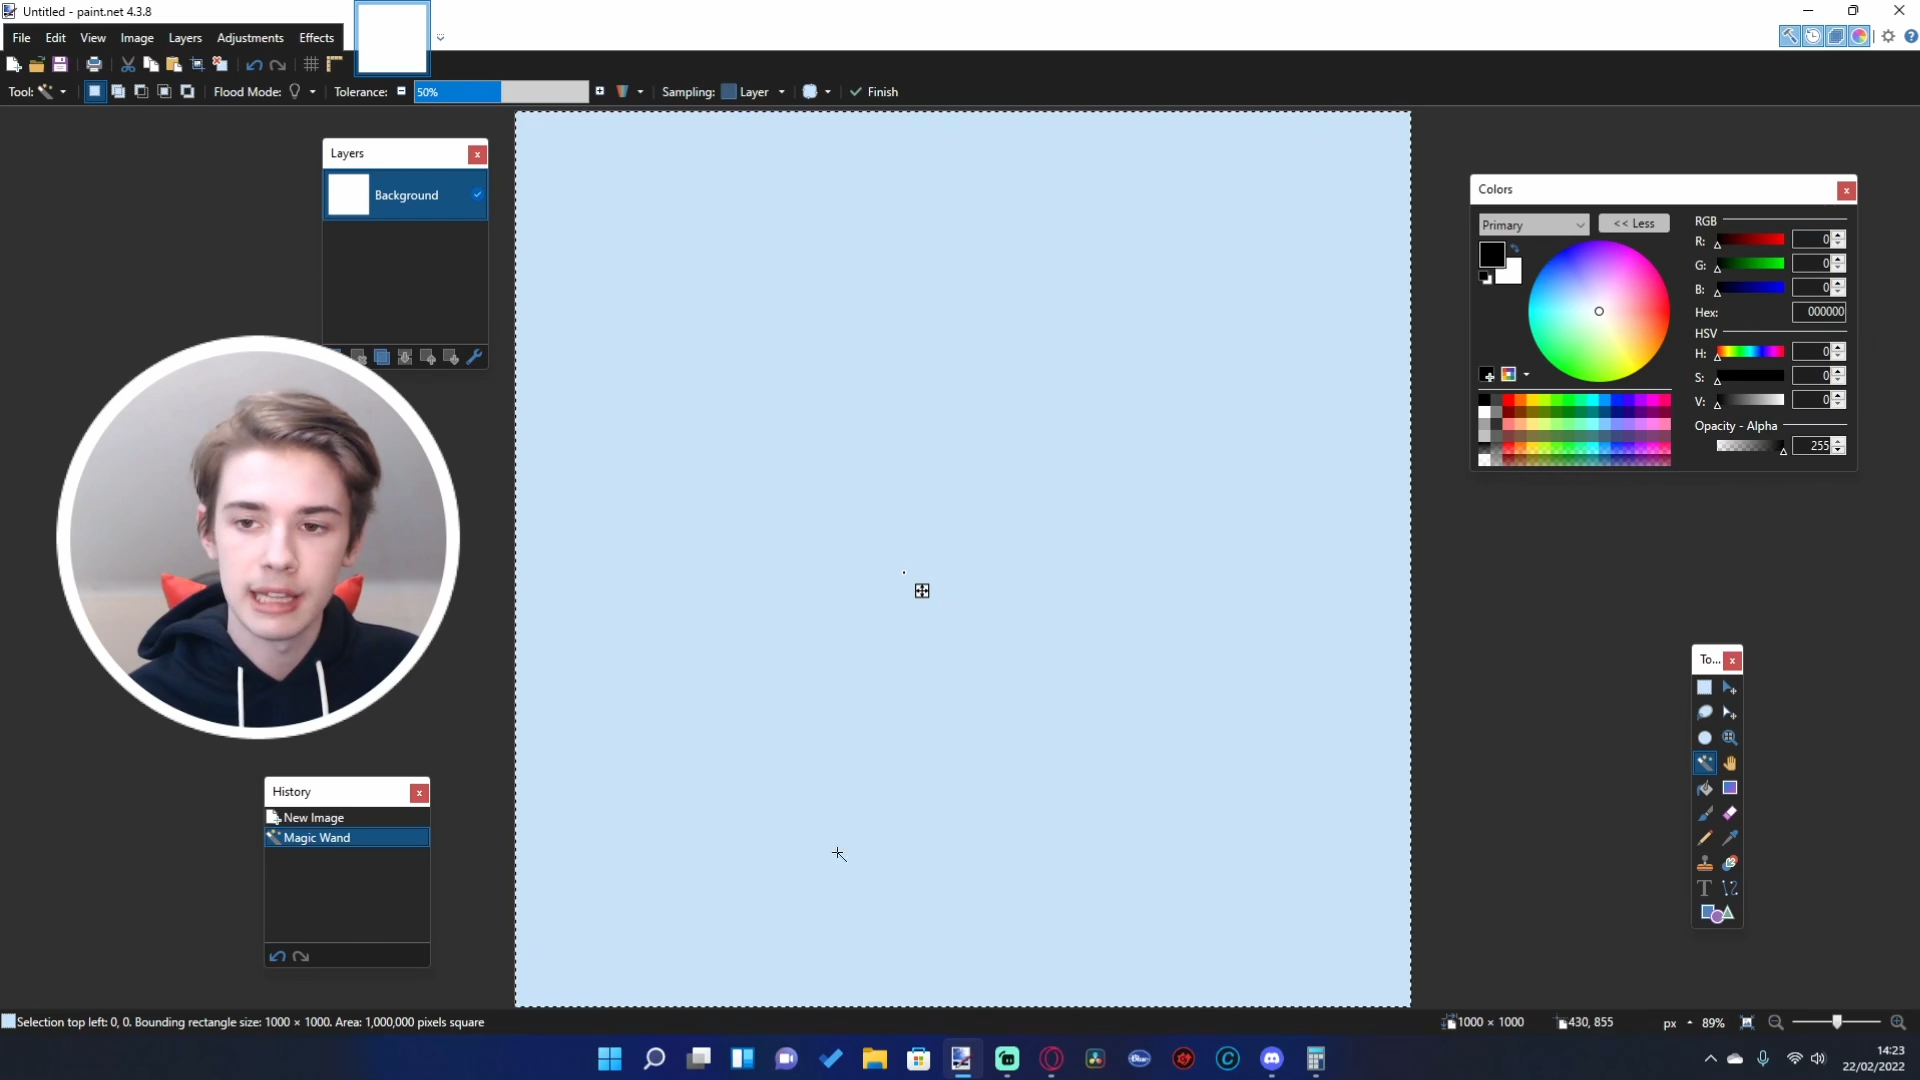 Untitled - paint.net 4.3.8
File Edit View Image Layers Adjustments Effects
Tool: Flood Mode: Tolerance: 50% Sampling: Layer Finish
Layers
Background
Colors
Primary
<< Less
RGB
R: 0
G: 0
B: 0
Hex: 000000
HSV
H: 0
S: 0
V: 0
Opacity - Alpha
255
To...
History
New Image
Magic Wand
Selection top left: 0, 0. Bounding rectangle size: 1000 × 1000. Area: 1,000,000 pixels square
1000 × 1000
430, 855
px
89%
14:23
22/02/2022